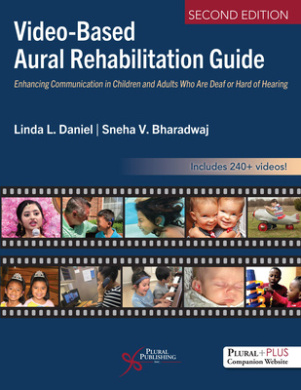 SECOND EDITION
Video-Based
Aural Rehabilitation Guide
Enhancing Communication in Children and Adults Who Are Deaf or Hard of Hearing
Linda L. Daniel | Sneha V. Bharadwaj
Includes 240+ videos!
PLURAL
PUBLISHING
INC.
PLURAL+PLUS
Companion Website